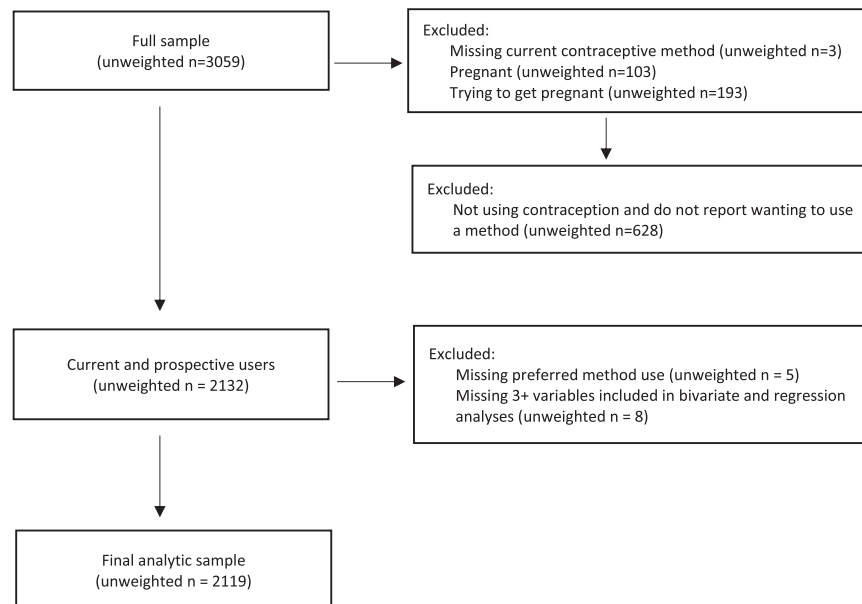 Full sample
(unweighted n=3059)
Excluded:
Missing current contraceptive method (unweighted n=3)
Pregnant (unweighted n=103)
Trying to get pregnant (unweighted n=193)
Excluded:
Not using contraception and do not report wanting to use
a method (unweighted n=628)
Current and prospective users
(unweighted n = 2132)
Excluded:
Missing preferred method use (unweighted n = 5)
Missing 3+ variables included in bivariate and regression
analyses (unweighted n = 8)
Final analytic sample
(unweighted n = 2119)